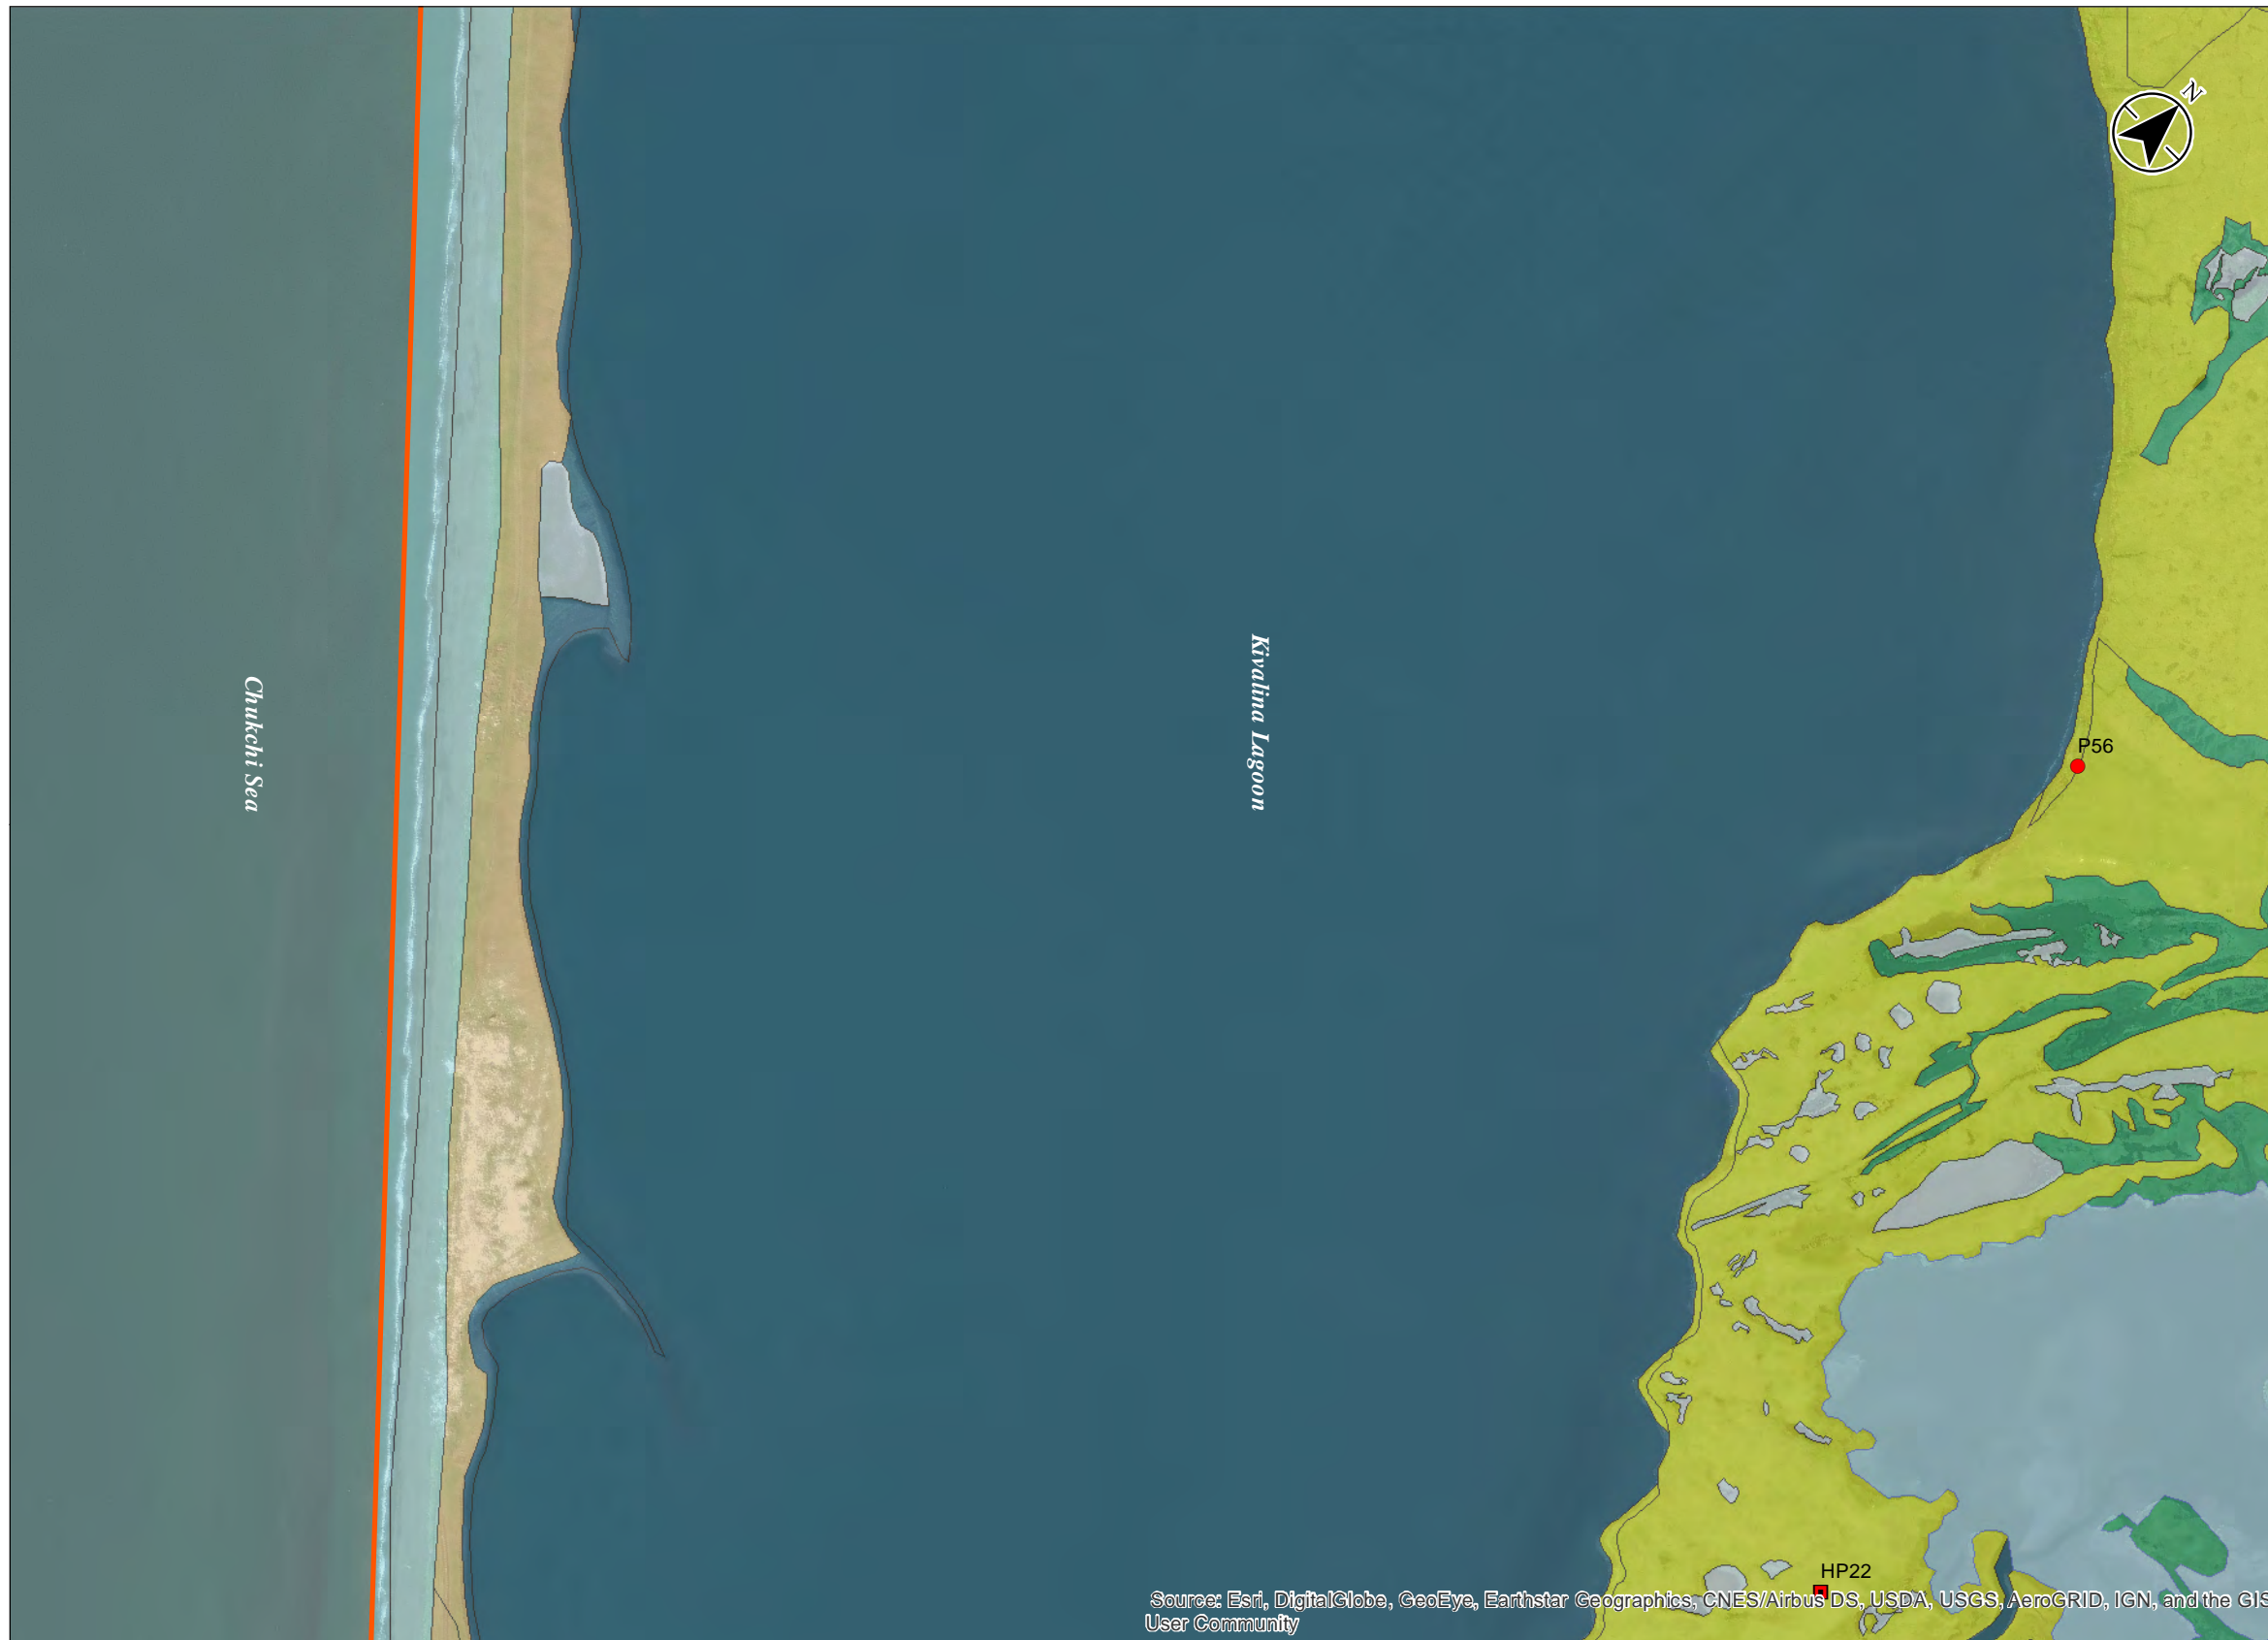 N
Chukchi Sea
Kivalina Lagoon
P56
HP22
Source: Esri, DigitalGlobe, GeoEye, Earthstar Geographics, CNES/Airbus DS, USDA, USGS, AeroGRID, IGN, and the GIS
User Community